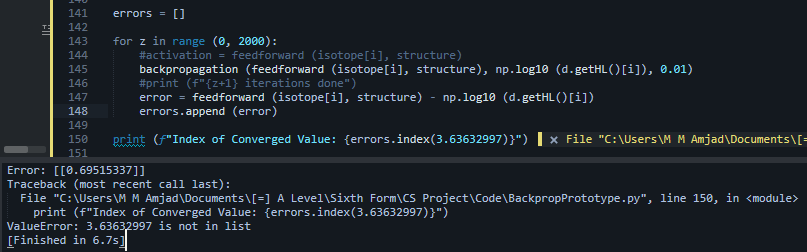 141 errors = []
142
143 for z in range (0, 2000):
144 #activation = feedforward (isotope[i], structure)
145 backpropagation (feedforward (isotope[i], structure), np.log10 (d.getHL()[i]), 0.01)
146 #print (f"{z+1} iterations done")
147 error = feedforward (isotope[i], structure) - np.log10 (d.getHL()[i])
148 errors.append (error)
149
150 print (f"Index of Converged Value: {errors.index(3.63632997)}") × File "C:\Users\M M Amjad\Documents\[=
151
Error: [[0.69515337]]
Traceback (most recent call last):
File "C:\Users\M M Amjad\Documents\[=] A Level\Sixth Form\CS Project\Code\BackpropPrototype.py", line 150, in <module>
print (f"Index of Converged Value: {errors.index(3.63632997)}")
ValueError: 3.63632997 is not in list
[Finished in 6.7s]